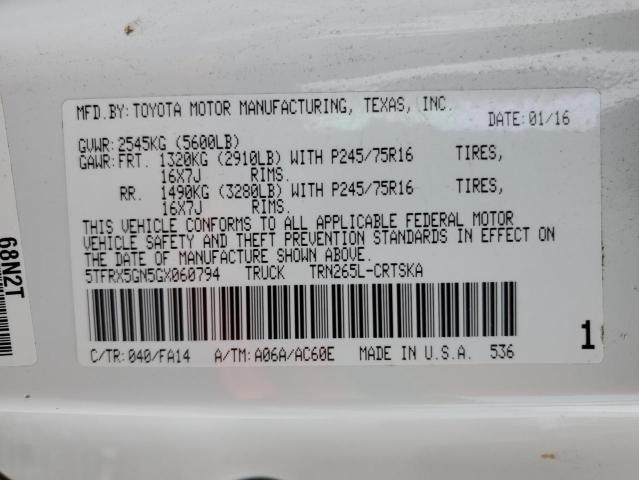 MFD.BY:TOYOTA MOTOR MANUFACTURING, TEXAS, INC.
DATE:01/16
GVWR:2545KG (5600LB)
GAWR:FRT. 1320KG (2910LB) WITH P245/75R16 TIRES,
16X7J RIMS.
RR. 1490KG (3280LB) WITH P245/75R16 TIRES,
16X7J RIMS.
THIS VEHICLE CONFORMS TO ALL APPLICABLE FEDERAL MOTOR
VEHICLE SAFETY AND THEFT PREVENTION STANDARDS IN EFFECT ON
THE DATE OF MANUFACTURE SHOWN ABOVE.
5TFRX5GN5GX060794 TRUCK TRN265L-CRTSKA
C/TR:040/FA14 A/TM:A06A/AC60E MADE IN U.S.A. 536
1
68N2T